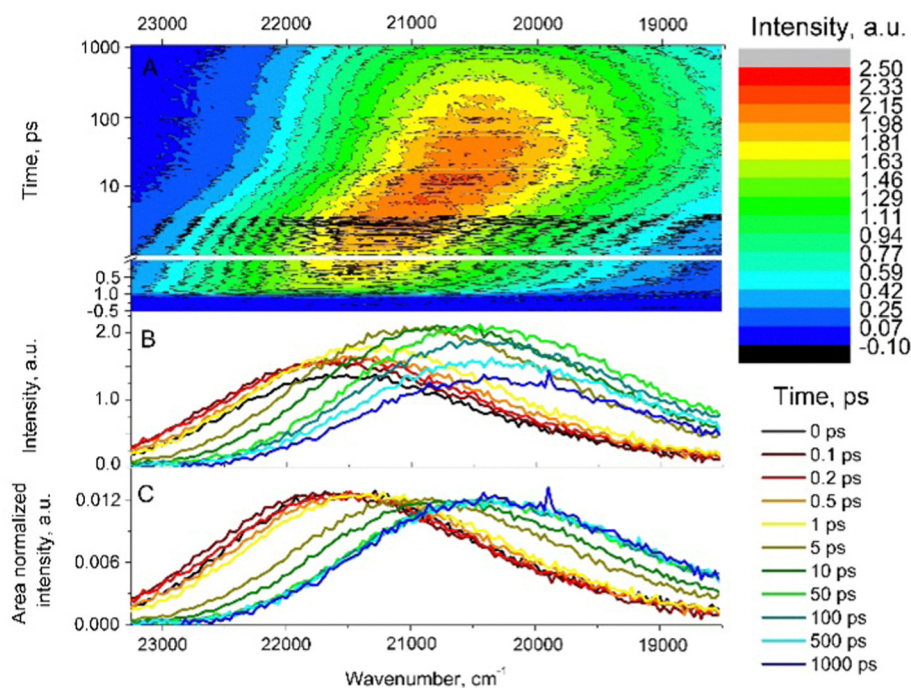 23000 22000 21000 20000 19000
Intensity, a.u.
1000
A
100
10
Time, ps
0.5
1.0
-0.5
2.50
2.33
2.15
1.98
1.81
1.63
1.46
1.29
1.11
0.94
0.77
0.59
0.42
0.25
0.07
-0.10
B
2.0
1.0
0.0
Intensity, a.u.
C
0.012
0.006
0.000
Area normalized
intensity, a.u.
23000 22000 21000 20000 19000
Wavenumber, cm⁻¹
Time, ps
0 ps
0.1 ps
0.2 ps
0.5 ps
1 ps
5 ps
10 ps
50 ps
100 ps
500 ps
1000 ps